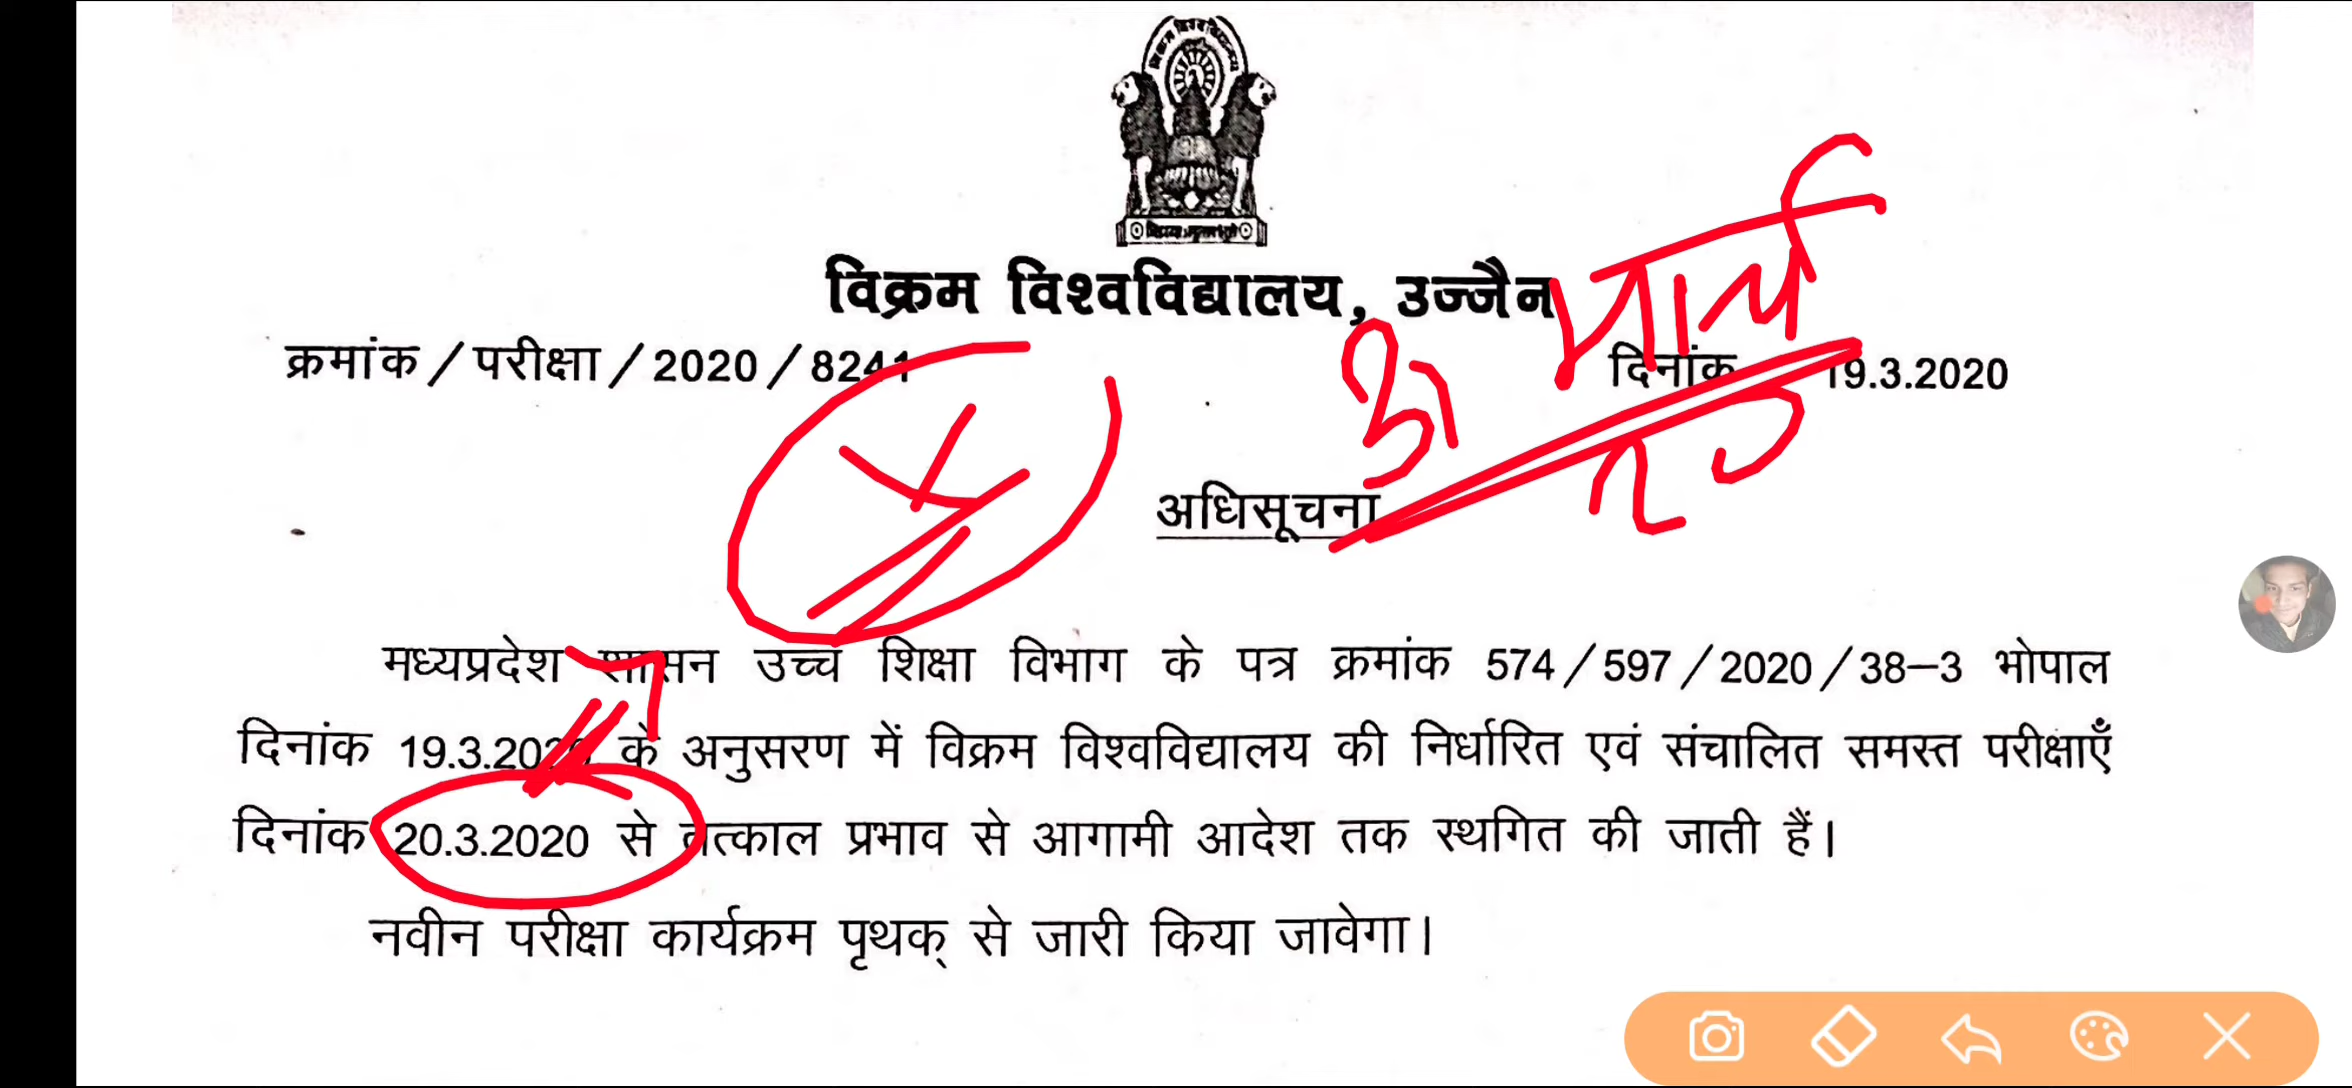 विक्रम विश्वविद्यालय, उज्जैन
क्रमांक / परीक्षा / 2020 / 8241
दिनांक 19.3.2020
31 मार्च
तक
अधिसूचना
मध्यप्रदेश शासन उच्च शिक्षा विभाग के पत्र क्रमांक 574 / 597 / 2020 / 38–3 भोपाल
दिनांक 19.3.2020 के अनुसरण में विक्रम विश्वविद्यालय की निर्धारित एवं संचालित समस्त परीक्षाएँ
दिनांक 20.3.2020 से तत्काल प्रभाव से आगामी आदेश तक स्थगित की जाती हैं।
नवीन परीक्षा कार्यक्रम पृथक् से जारी किया जावेगा।